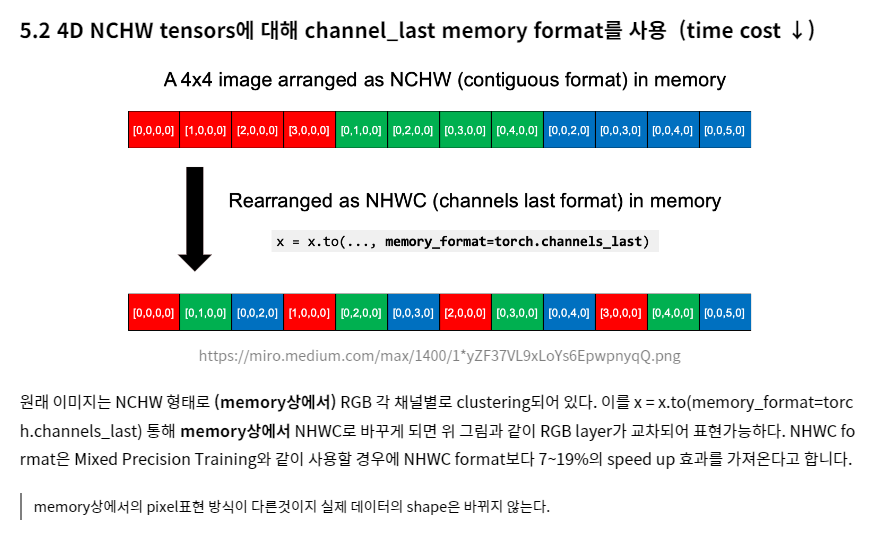 5.2 4D NCHW tensors에 대해 channel_last memory format를 사용 (time cost ↓)
A 4x4 image arranged as NCHW (contiguous format) in memory
[0,0,0,0] [1,0,0,0] [2,0,0,0] [3,0,0,0] [0,1,0,0] [0,2,0,0] [0,3,0,0] [0,4,0,0] [0,0,2,0] [0,0,3,0] [0,0,4,0] [0,0,5,0]
Rearranged as NHWC (channels last format) in memory
x = x.to(..., memory_format=torch.channels_last)
[0,0,0,0] [0,1,0,0] [0,0,2,0] [1,0,0,0] [0,2,0,0] [0,0,3,0] [2,0,0,0] [0,3,0,0] [0,0,4,0] [3,0,0,0] [0,4,0,0] [0,0,5,0]
https://miro.medium.com/max/1400/1*yZF37VL9xLoYs6EpwpnyqQ.png
원래 이미지는 NCHW 형태로 (memory상에서) RGB 각 채널별로 clustering되어 있다. 이를 x = x.to(memory_format=torc
h.channels_last) 통해 memory상에서 NHWC로 바꾸게 되면 위 그림과 같이 RGB layer가 교차되어 표현가능하다. NHWC fo
rmat은 Mixed Precision Training와 같이 사용할 경우에 NHWC format보다 7~19%의 speed up 효과를 가져온다고 합니다.
memory상에서의 pixel표현 방식이 다른것이지 실제 데이터의 shape은 바뀌지 않는다.